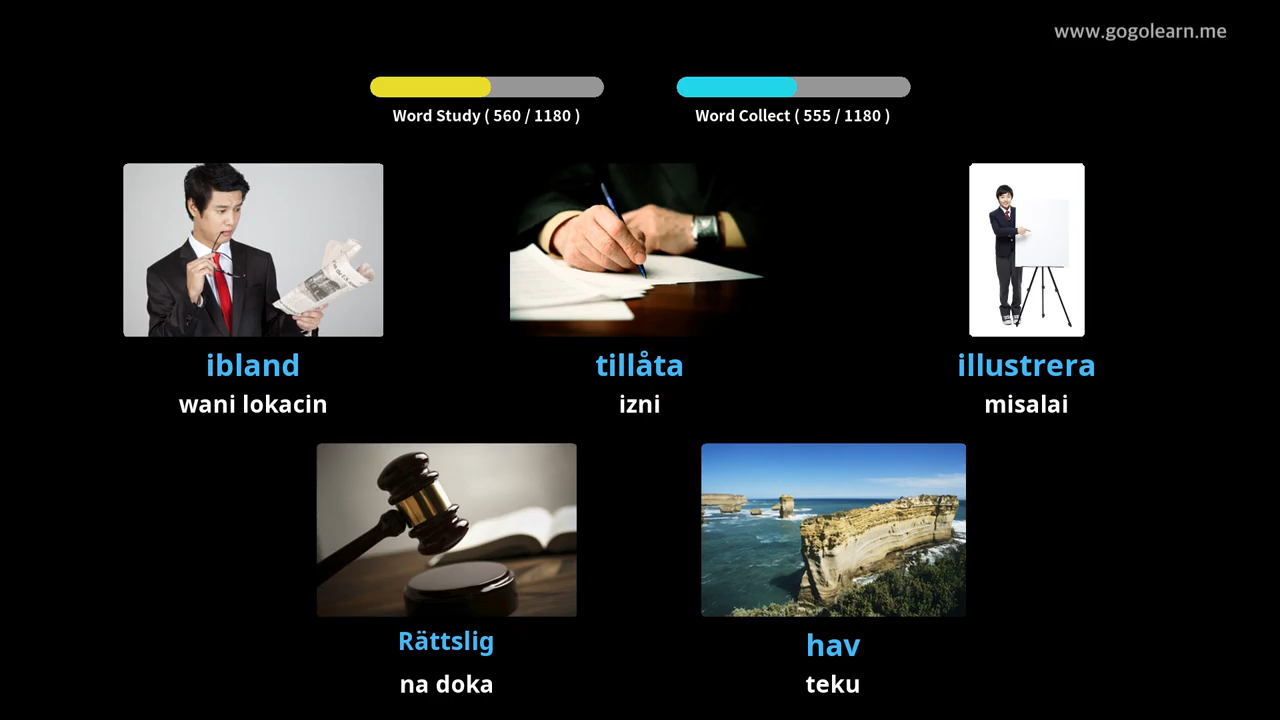 www.gogolearn.me
Word Study ( 560 / 1180 )
Word Collect ( 555 / 1180 )
ibland
wani lokacin
tillåta
izni
illustrera
misalai
Rättslig
na doka
hav
teku